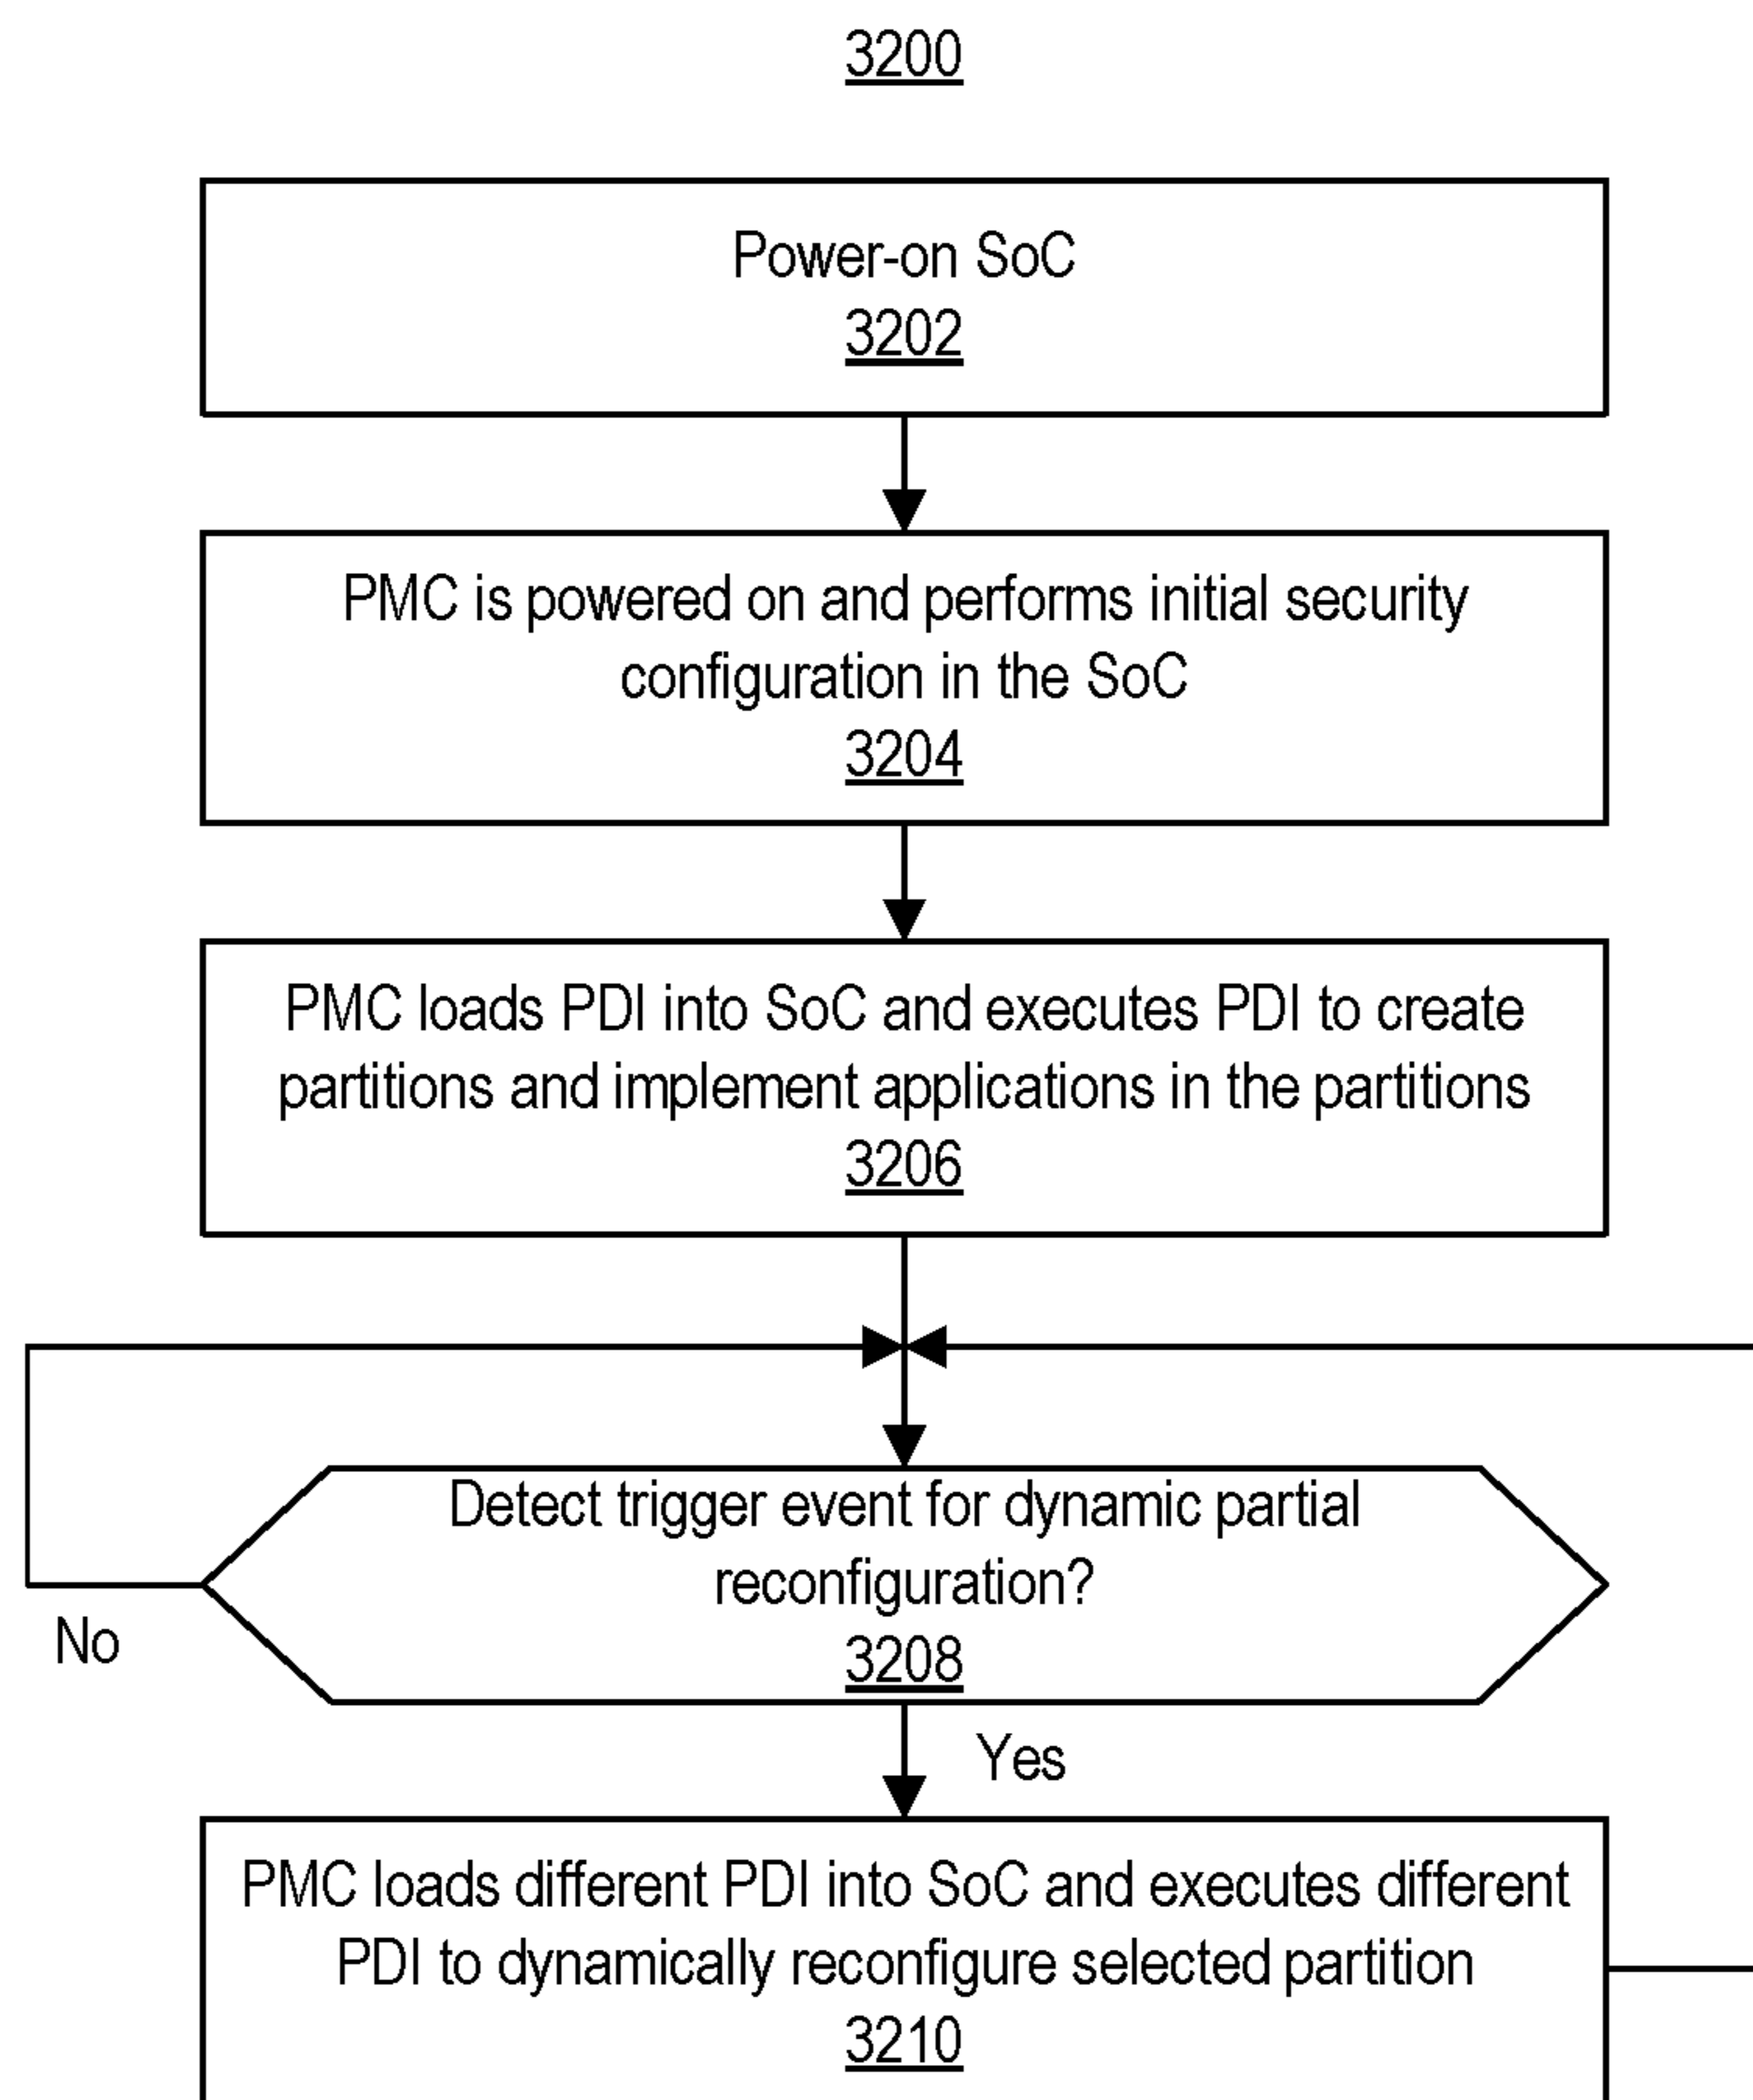 3200
Power-on SoC
3202
PMC is powered on and performs initial security
configuration in the SoC
3204
PMC loads PDI into SoC and executes PDI to create
partitions and implement applications in the partitions
3206
Detect trigger event for dynamic partial
reconfiguration?
3208
No
Yes
PMC loads different PDI into SoC and executes different
PDI to dynamically reconfigure selected partition
3210